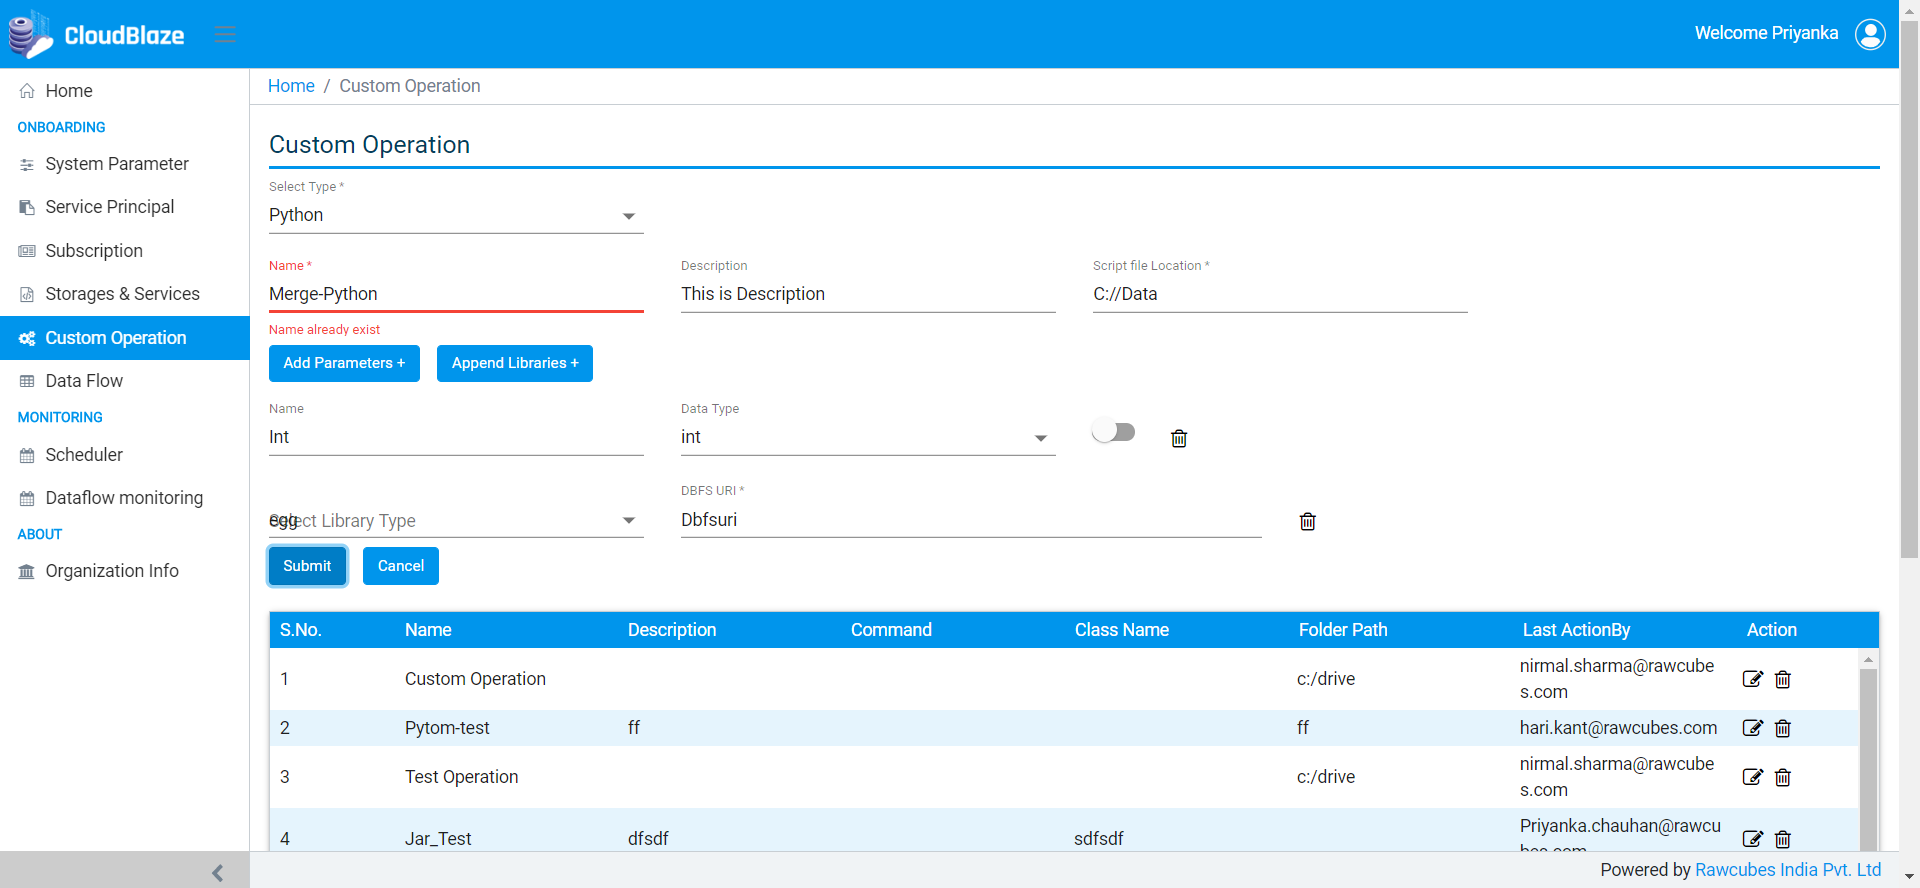 CloudBlaze
Welcome Priyanka
Home
ONBOARDING
System Parameter
Service Principal
Subscription
Storages & Services
Custom Operation
Data Flow
MONITORING
Scheduler
Dataflow monitoring
ABOUT
Organization Info
Home / Custom Operation
Custom Operation
Select Type *
Python
Name * Description Script file Location *
Merge-Python This is Description C://Data
Name already exist
Add Parameters + Append Libraries +
Name Data Type
Int int
DBFS URI *
egg Select Library Type Dbfsuri
Submit Cancel
S.No. Name Description Command Class Name Folder Path Last ActionBy Action
1 Custom Operation c:/drive nirmal.sharma@rawcube
s.com
2 Pytom-test ff ff hari.kant@rawcubes.com
3 Test Operation c:/drive nirmal.sharma@rawcube
s.com
4 Jar_Test dfsdf sdfsdf Priyanka.chauhan@rawcu
bes.com
Powered by Rawcubes India Pvt. Ltd